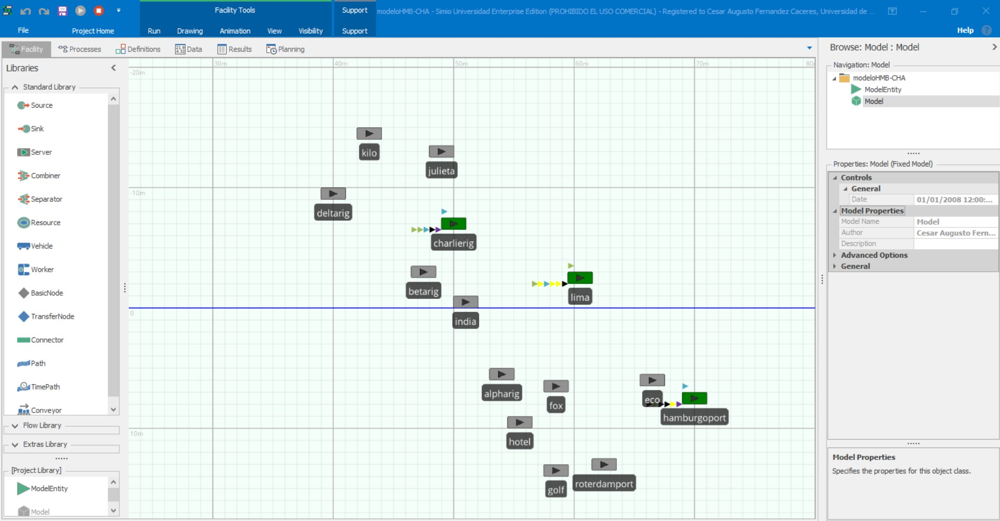 Facility Tools
Support
modeloHMB-CHA - Simio Universidad Enterprise Edition (PROHIBIDO EL USO COMERCIAL) - Registered to Cesar Augusto Fernandez Caceres, Universidad de ...
File
Project Home
Run
Drawing
Animation
View
Visibility
Support
Help
Facility
Processes
Definitions
Data
Results
Planning
Browse: Model : Model
Libraries
Standard Library
Source
Sink
Server
Combiner
Separator
Resource
Vehicle
Worker
BasicNode
TransferNode
Connector
Path
TimePath
Conveyor
Flow Library
Extras Library
[Project Library]
ModelEntity
Model
30m
40m
50m
60m
70m
80
-20m
-10m
0
10m
kilo
julieta
deltarig
charlierig
betarig
lima
india
alpharig
fox
eco
hamburgoport
hotel
golf
roterdamport
Navigation: Model
modeloHMB-CHA
ModelEntity
Model
Properties: Model (Fixed Model)
Controls
General
Date 01/01/2008 12:00:...
Model Properties
Model Name Model
Author Cesar Augusto Fern...
Description
Advanced Options
General
Model Properties
Specifies the properties for this object class.